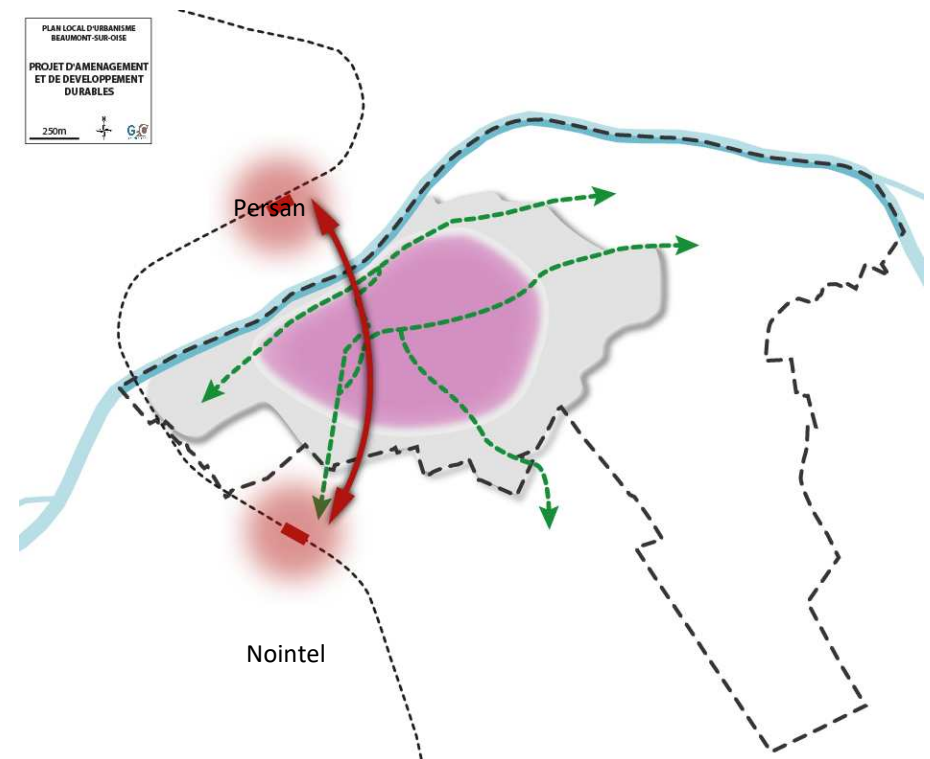 PLAN LOCAL D'URBANISME
BEAUMONT-SUR-OISE
PROJET D'AMENAGEMENT
ET DE DEVELOPPEMENT
DURABLES
250m
N
Persan
Nointel